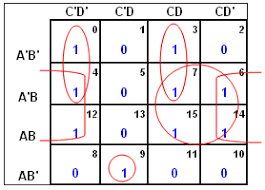 C'D' C'D CD CD'
0 1 3 2
A'B' 1 0 1 0
4 5 7 6
A'B 1 0 1 1
12 13 15 14
AB 1 0 1 1
8 9 11 10
AB' 0 1 0 0